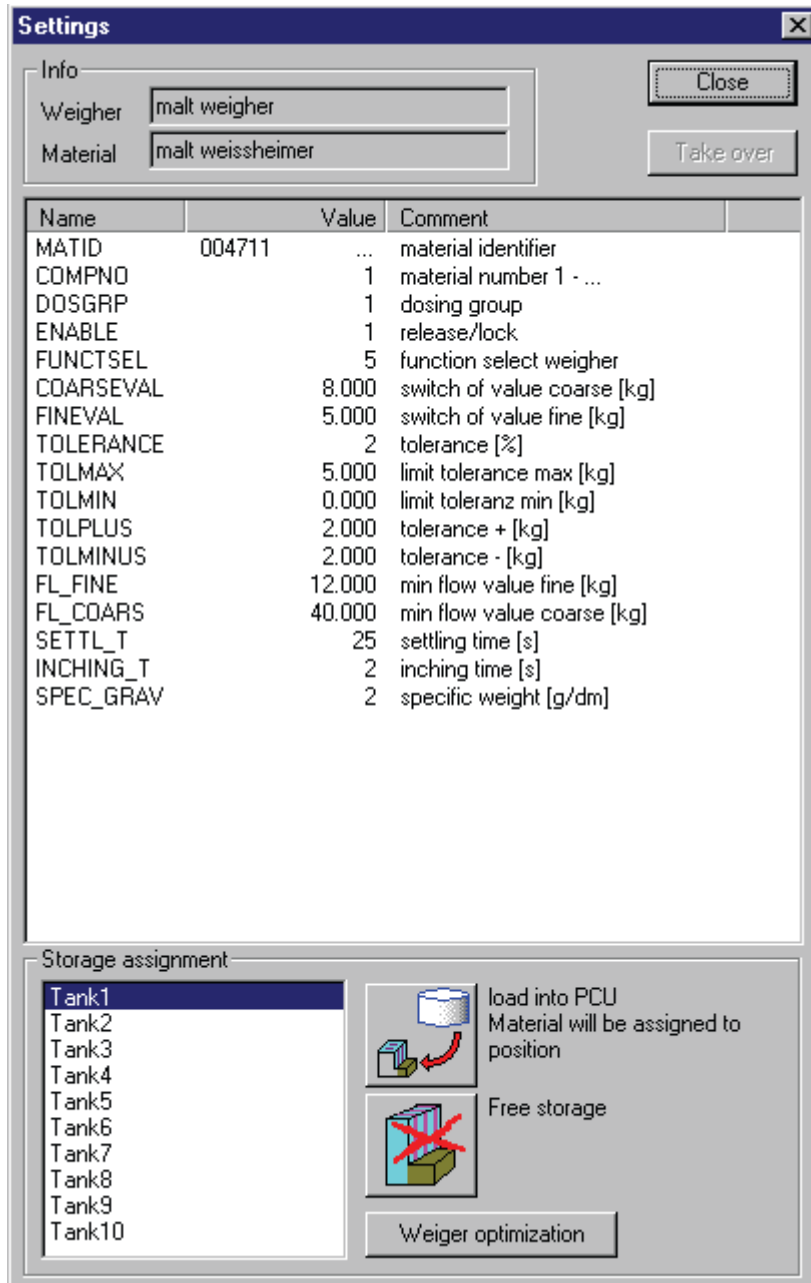 Settings
Info
Weigher malt weigher
Material malt weissheimer
Close
Take over
Name Value Comment
MATID 004711 ... material identifier
COMPNO 1 material number 1 - ...
DOSGRP 1 dosing group
ENABLE 1 release/lock
FUNCTSEL 5 function select weigher
COARSEVAL 8.000 switch of value coarse [kg]
FINEVAL 5.000 switch of value fine [kg]
TOLERANCE 2 tolerance [%]
TOLMAX 5.000 limit tolerance max [kg]
TOLMIN 0.000 limit toleranz min [kg]
TOLPLUS 2.000 tolerance + [kg]
TOLMINUS 2.000 tolerance - [kg]
FL_FINE 12.000 min flow value fine [kg]
FL_COARS 40.000 min flow value coarse [kg]
SETTL_T 25 settling time [s]
INCHING_T 2 inching time [s]
SPEC_GRAV 2 specific weight [g/dm]
Storage assignment
Tank1
Tank2
Tank3
Tank4
Tank5
Tank6
Tank7
Tank8
Tank9
Tank10
load into PCU
Material will be assigned to
position
Free storage
Weiger optimization